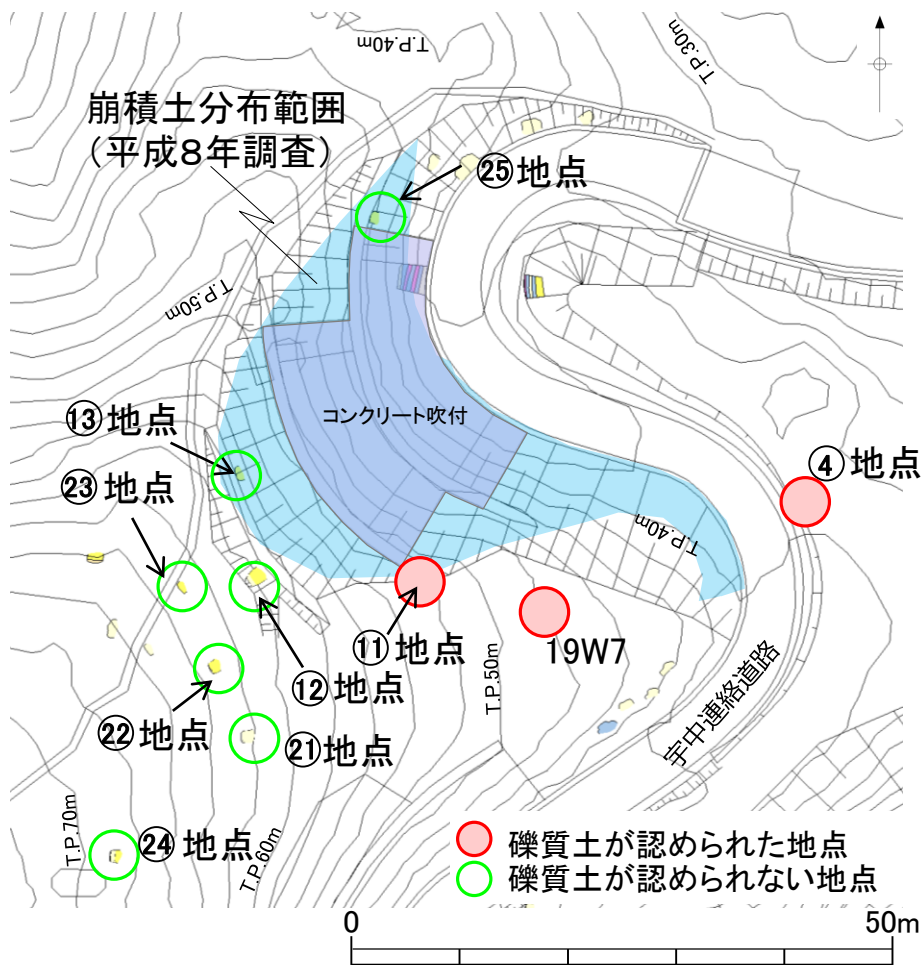 T.P.40m
T.P.30m
崩積土分布範囲
（平成８年調査）
㉕地点
T.P.50m
コンクリート吹付
⑬地点
㉓地点
④地点
T.P.40m
⑪地点
19W7
⑫地点
T.P.50m
㉒地点
㉑地点
宇中連絡道路
㉔地点
T.P.70m
T.P.60m
礫質土が認められた地点
礫質土が認められない地点
0
50m